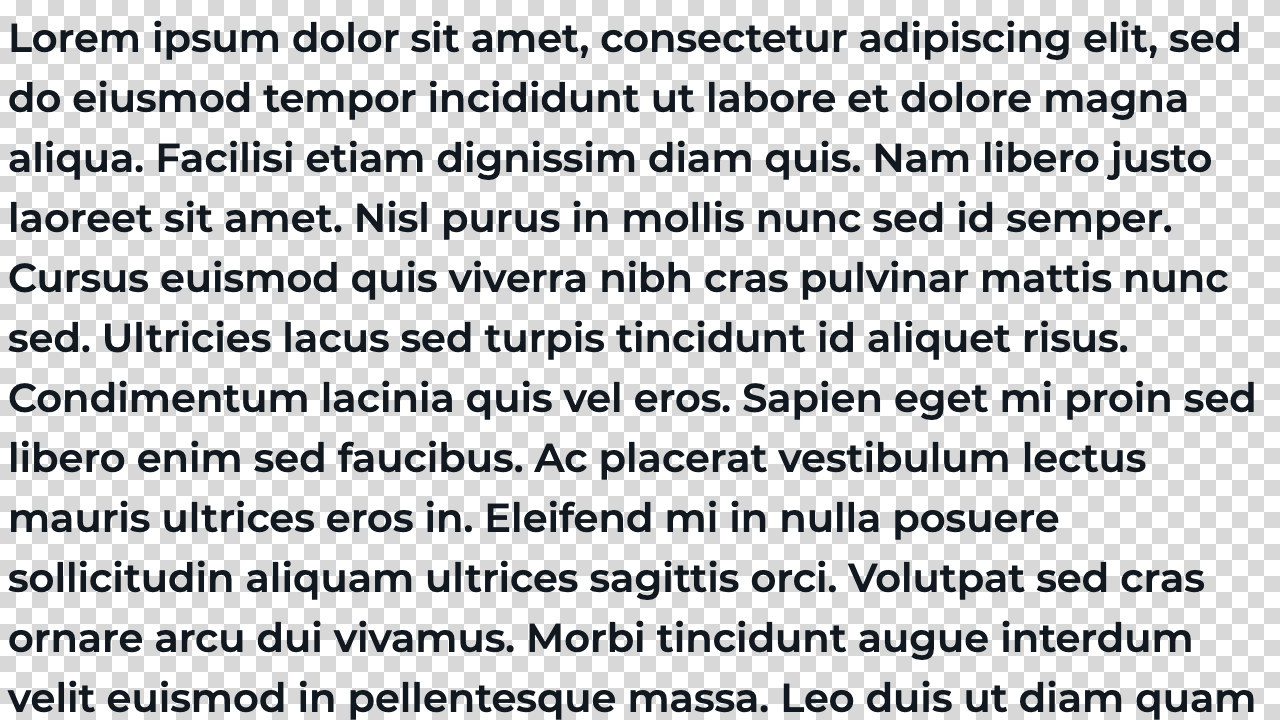 Lorem ipsum dolor sit amet, consectetur adipiscing elit, sed
do eiusmod tempor incididunt ut labore et dolore magna
aliqua. Facilisi etiam dignissim diam quis. Nam libero justo
laoreet sit amet. Nisl purus in mollis nunc sed id semper.
Cursus euismod quis viverra nibh cras pulvinar mattis nunc
sed. Ultricies lacus sed turpis tincidunt id aliquet risus.
Condimentum lacinia quis vel eros. Sapien eget mi proin sed
libero enim sed faucibus. Ac placerat vestibulum lectus
mauris ultrices eros in. Eleifend mi in nulla posuere
sollicitudin aliquam ultrices sagittis orci. Volutpat sed cras
ornare arcu dui vivamus. Morbi tincidunt augue interdum
velit euismod in pellentesque massa. Leo duis ut diam quam